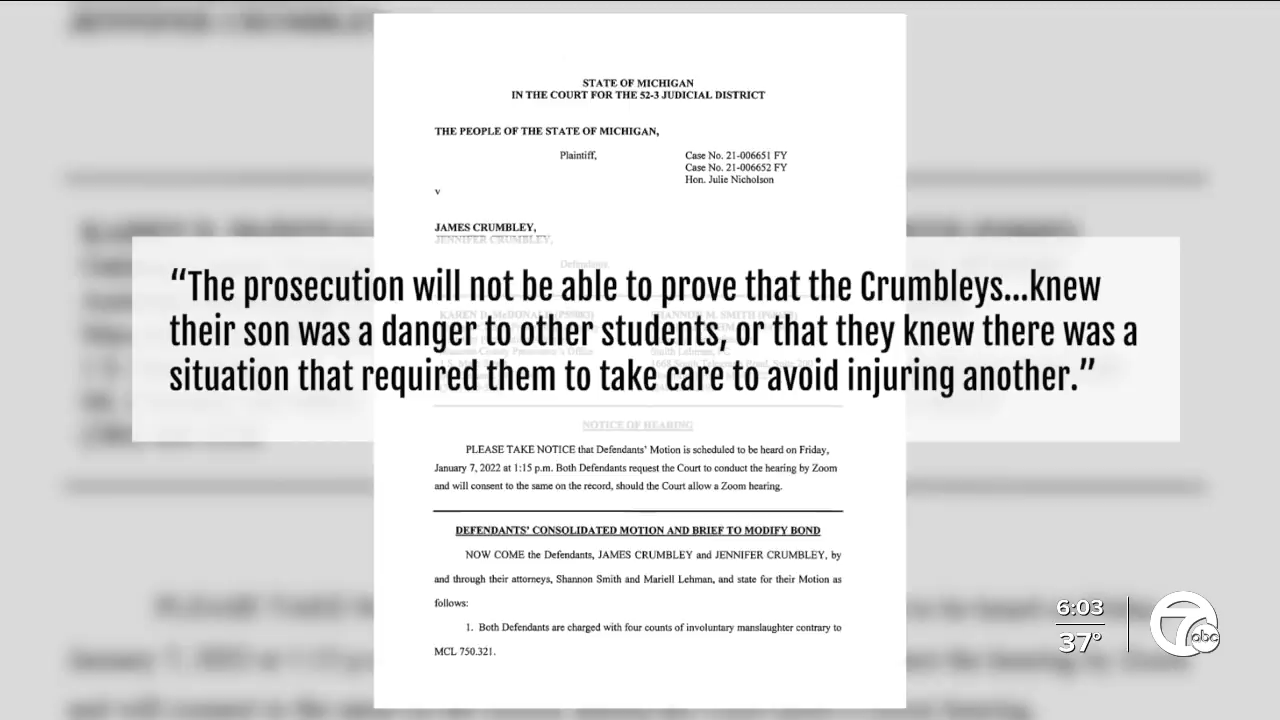 STATE OF MICHIGAN
IN THE COURT FOR THE 52-3 JUDICIAL DISTRICT
THE PEOPLE OF THE STATE OF MICHIGAN,
Plaintiff,
Case No. 21-006651 FY
Case No. 21-006652 FY
Hon. Julie Nicholson
v
JAMES CRUMBLEY,
JENNIFER CRUMBLEY,
Defendants.
“The prosecution will not be able to prove that the Crumbleys...knew
their son was a danger to other students, or that they knew there was a
situation that required them to take care to avoid injuring another.”
NOTICE OF HEARING
PLEASE TAKE NOTICE that Defendants’ Motion is scheduled to be heard on Friday,
January 7, 2022 at 1:15 p.m. Both Defendants request the Court to conduct the hearing by Zoom
and will consent to the same on the record, should the Court allow a Zoom hearing.
DEFENDANTS’ CONSOLIDATED MOTION AND BRIEF TO MODIFY BOND
NOW COME the Defendants, JAMES CRUMBLEY and JENNIFER CRUMBLEY, by
and through their attorneys, Shannon Smith and Mariell Lehman, and state for their Motion as
follows:
1. Both Defendants are charged with four counts of involuntary manslaughter contrary to
MCL 750.321.
6:03
37°
7 abc